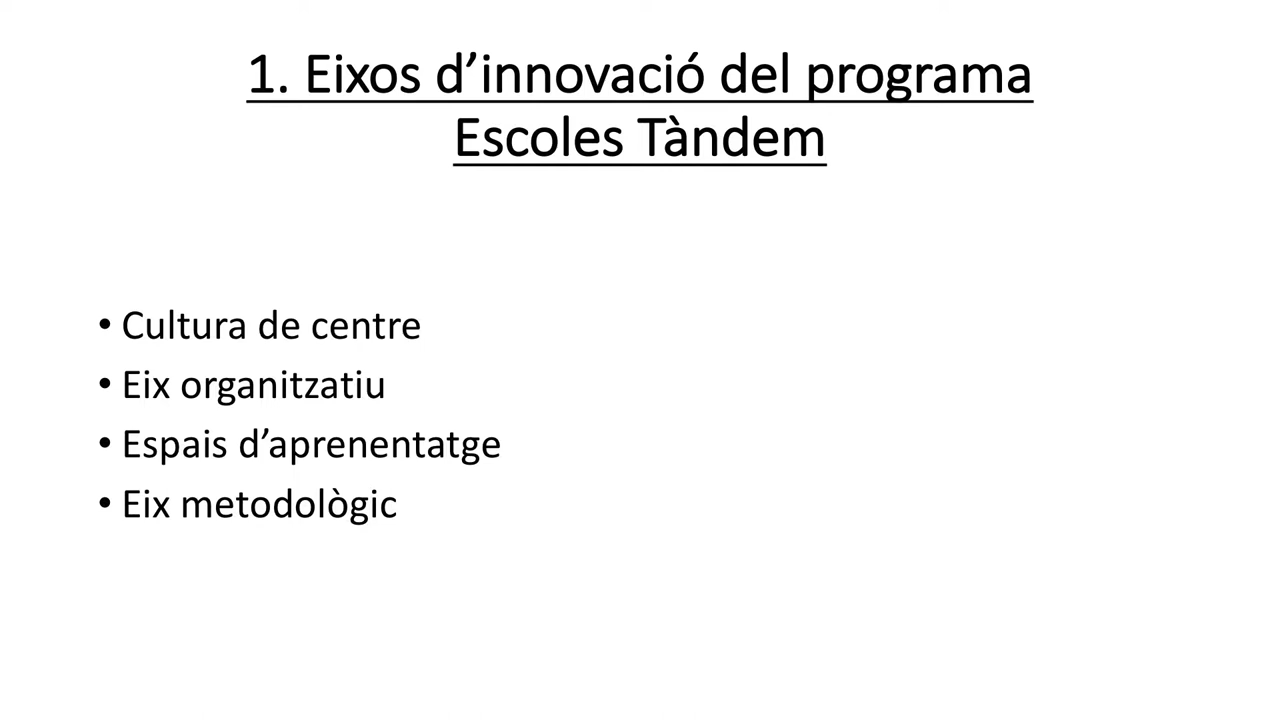 1. Eixos d’innovació del programa
Escoles Tàndem
• Cultura de centre
• Eix organitzatiu
• Espais d’aprenentatge
• Eix metodològic